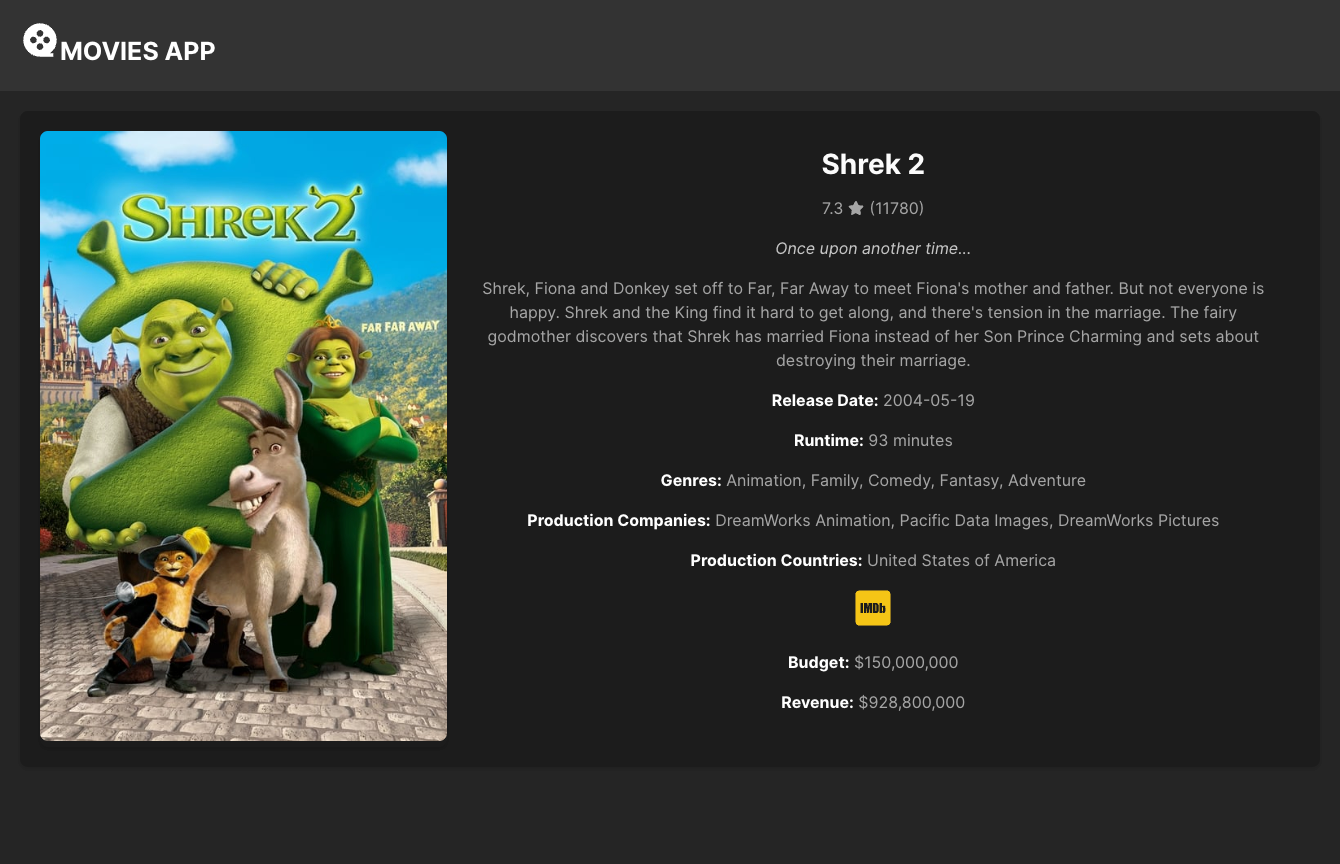 MOVIES APP
SHREK 2
FAR FAR AWAY
Shrek 2
7.3 ★ (11780)
Once upon another time...
Shrek, Fiona and Donkey set off to Far, Far Away to meet Fiona's mother and father. But not everyone is
happy. Shrek and the King find it hard to get along, and there's tension in the marriage. The fairy
godmother discovers that Shrek has married Fiona instead of her Son Prince Charming and sets about
destroying their marriage.
Release Date: 2004-05-19
Runtime: 93 minutes
Genres: Animation, Family, Comedy, Fantasy, Adventure
Production Companies: DreamWorks Animation, Pacific Data Images, DreamWorks Pictures
Production Countries: United States of America
IMDb
Budget: $150,000,000
Revenue: $928,800,000